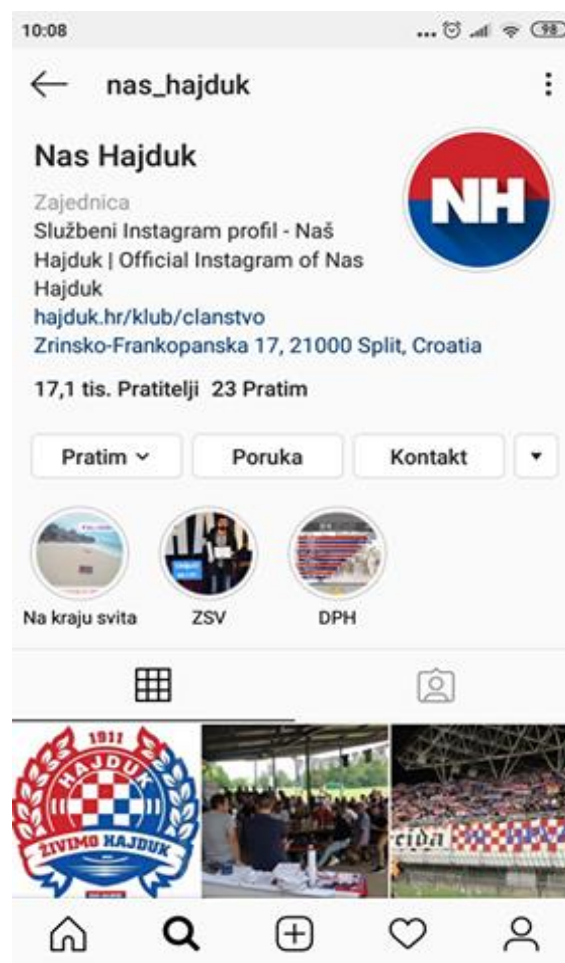 10:08
98
nas_hajduk
Nas Hajduk
NH
Zajednica
Službeni Instagram profil - Naš
Hajduk | Official Instagram of Nas
Hajduk
hajduk.hr/klub/clanstvo
Zrinsko-Frankopanska 17, 21000 Split, Croatia
17,1 tis. Pratitelji 23 Pratim
Pratim
Poruka
Kontakt
Na kraju svita
ZSV
DPH
1911
HAJDUK
ŽIVIMO HAJDUK